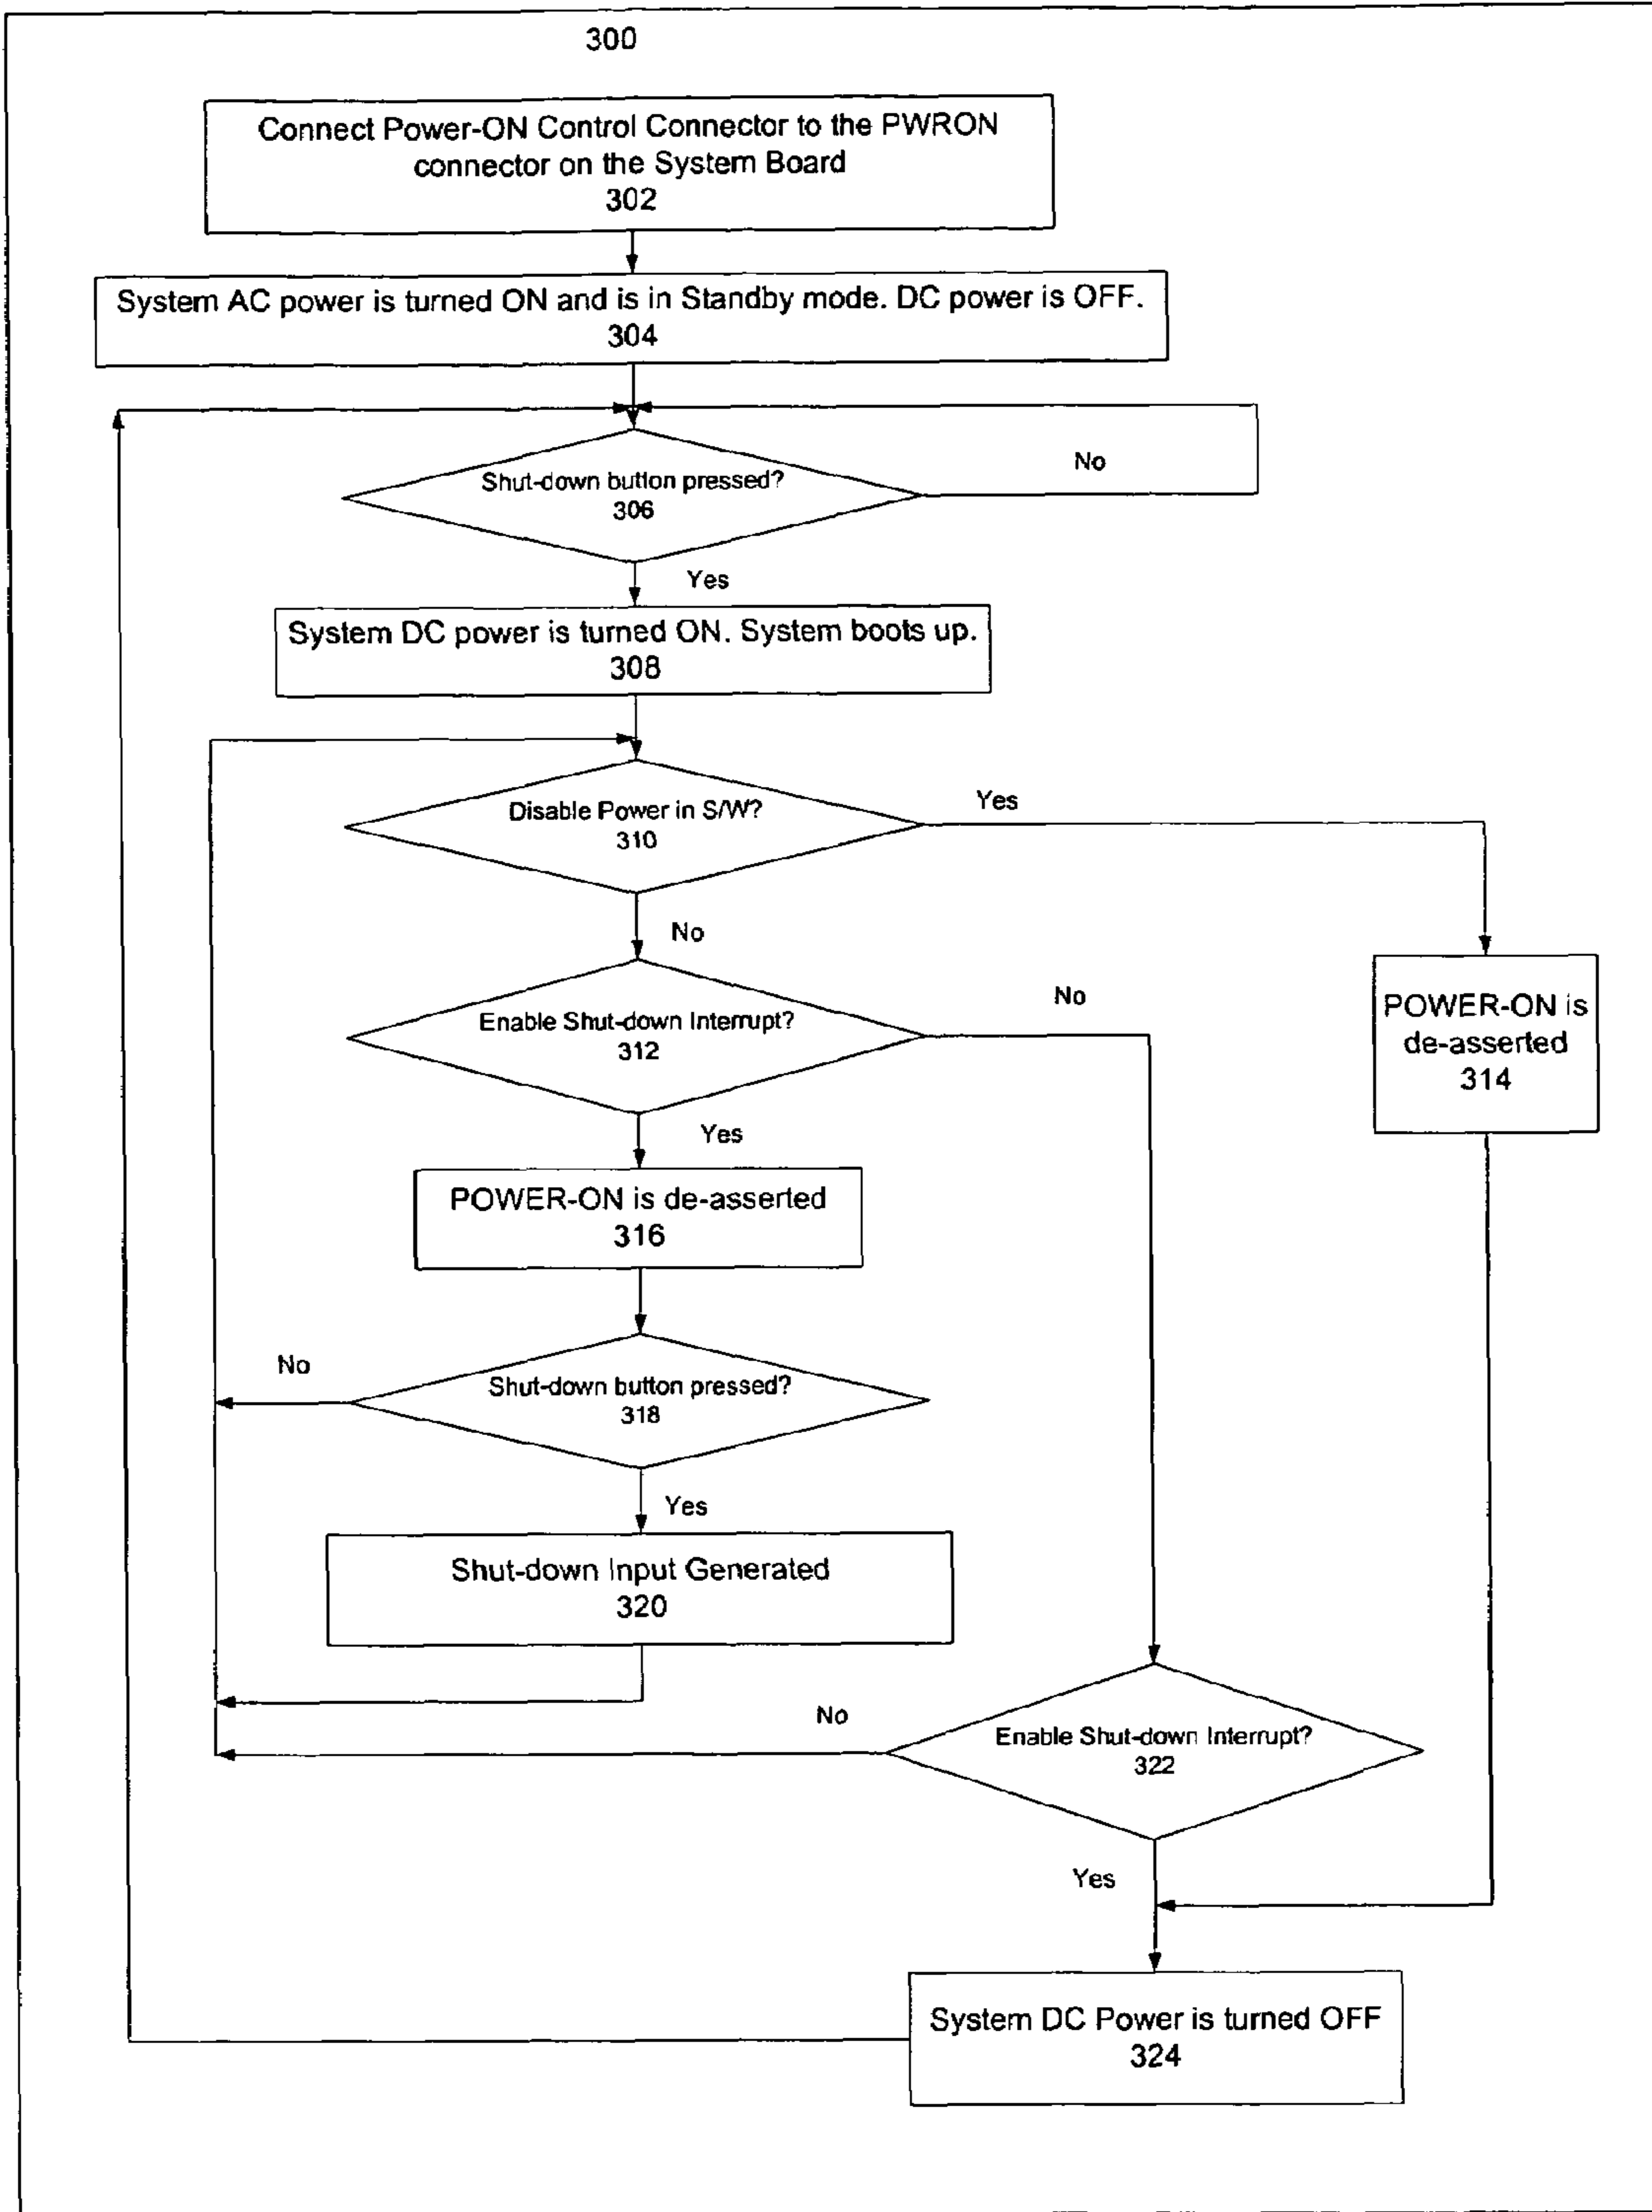 300
Connect Power-ON Control Connector to the PWRON
connector on the System Board
302
System AC power is turned ON and is in Standby mode. DC power is OFF.
304
No
Shut-down button pressed?
306
Yes
System DC power is turned ON. System boots up.
308
Yes
Disable Power in S/W?
310
No
No
Enable Shut-down Interrupt?
312
POWER-ON is
de-asserted
314
Yes
POWER-ON is de-asserted
316
No
Shut-down button pressed?
318
Yes
Shut-down Input Generated
320
No
Enable Shut-down Interrupt?
322
Yes
System DC Power is turned OFF
324